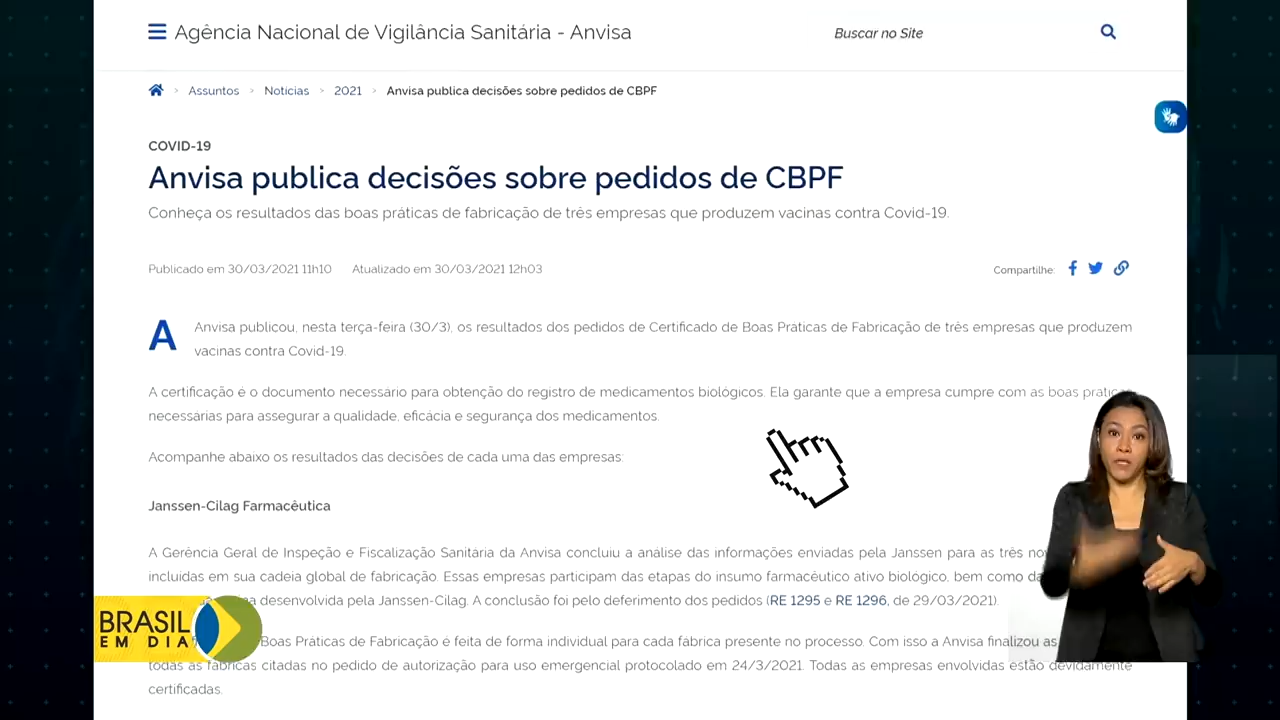 Agência Nacional de Vigilância Sanitária - Anvisa
Buscar no Site
Assuntos > Notícias > 2021 > Anvisa publica decisões sobre pedidos de CBPF
COVID-19
Anvisa publica decisões sobre pedidos de CBPF
Conheça os resultados das boas práticas de fabricação de três empresas que produzem vacinas contra Covid-19.
Publicado em 30/03/2021 11h10 Atualizado em 30/03/2021 12h03
Compartilhe:
A Anvisa publicou, nesta terça-feira (30/3), os resultados dos pedidos de Certificado de Boas Práticas de Fabricação de três empresas que produzem
vacinas contra Covid-19.
A certificação é o documento necessário para obtenção do registro de medicamentos biológicos. Ela garante que a empresa cumpre com as boas
necessárias para assegurar a qualidade, eficácia e segurança dos medicamentos.
Acompanhe abaixo os resultados das decisões de cada uma das empresas:
Janssen-Cilag Farmacêutica
A Gerência Geral de Inspeção e Fiscalização Sanitária da Anvisa concluiu a análise das informações enviadas pela Janssen para as três
incluídas em sua cadeia global de fabricação. Essas empresas participam das etapas do insumo farmacêutico ativo biológico, bem como
desenvolvida pela Janssen-Cilag. A conclusão foi pelo deferimento dos pedidos (RE 1295 e RE 1296, de 29/03/2021).
Boas Práticas de Fabricação é feita de forma individual para cada fábrica presente no processo. Com isso a Anvisa finalizou as
todas as fábricas citadas no pedido de autorização para uso emergencial protocolado em 24/3/2021. Todas as empresas envolvidas estão devidamente
certificadas.
BRASIL
EM DIA